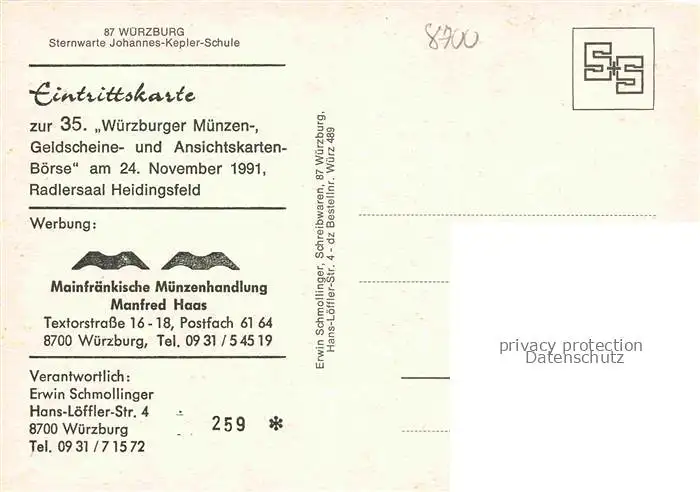 87 WÜRZBURG
Sternwarte Johannes-Kepler-Schule
8700
S+S
Eintrittskarte
zur 35. „Würzburger Münzen-,
Geldscheine- und Ansichtskarten-
Börse“ am 24. November 1991,
Radlersaal Heidingsfeld
Werbung:
Mainfränkische Münzenhandlung
Manfred Haas
Textorstraße 16 - 18, Postfach 61 64
8700 Würzburg, Tel. 09 31 / 5 45 19
Verantwortlich:
Erwin Schmollinger
Hans-Löffler-Str. 4
8700 Würzburg
Tel. 09 31 / 7 15 72
259 *
Erwin Schmollinger, Schreibwaren, 87 Würzburg,
Hans-Löffler-Str. 4 - dz Bestellnr. Würz 489
privacy protection
Datenschutz